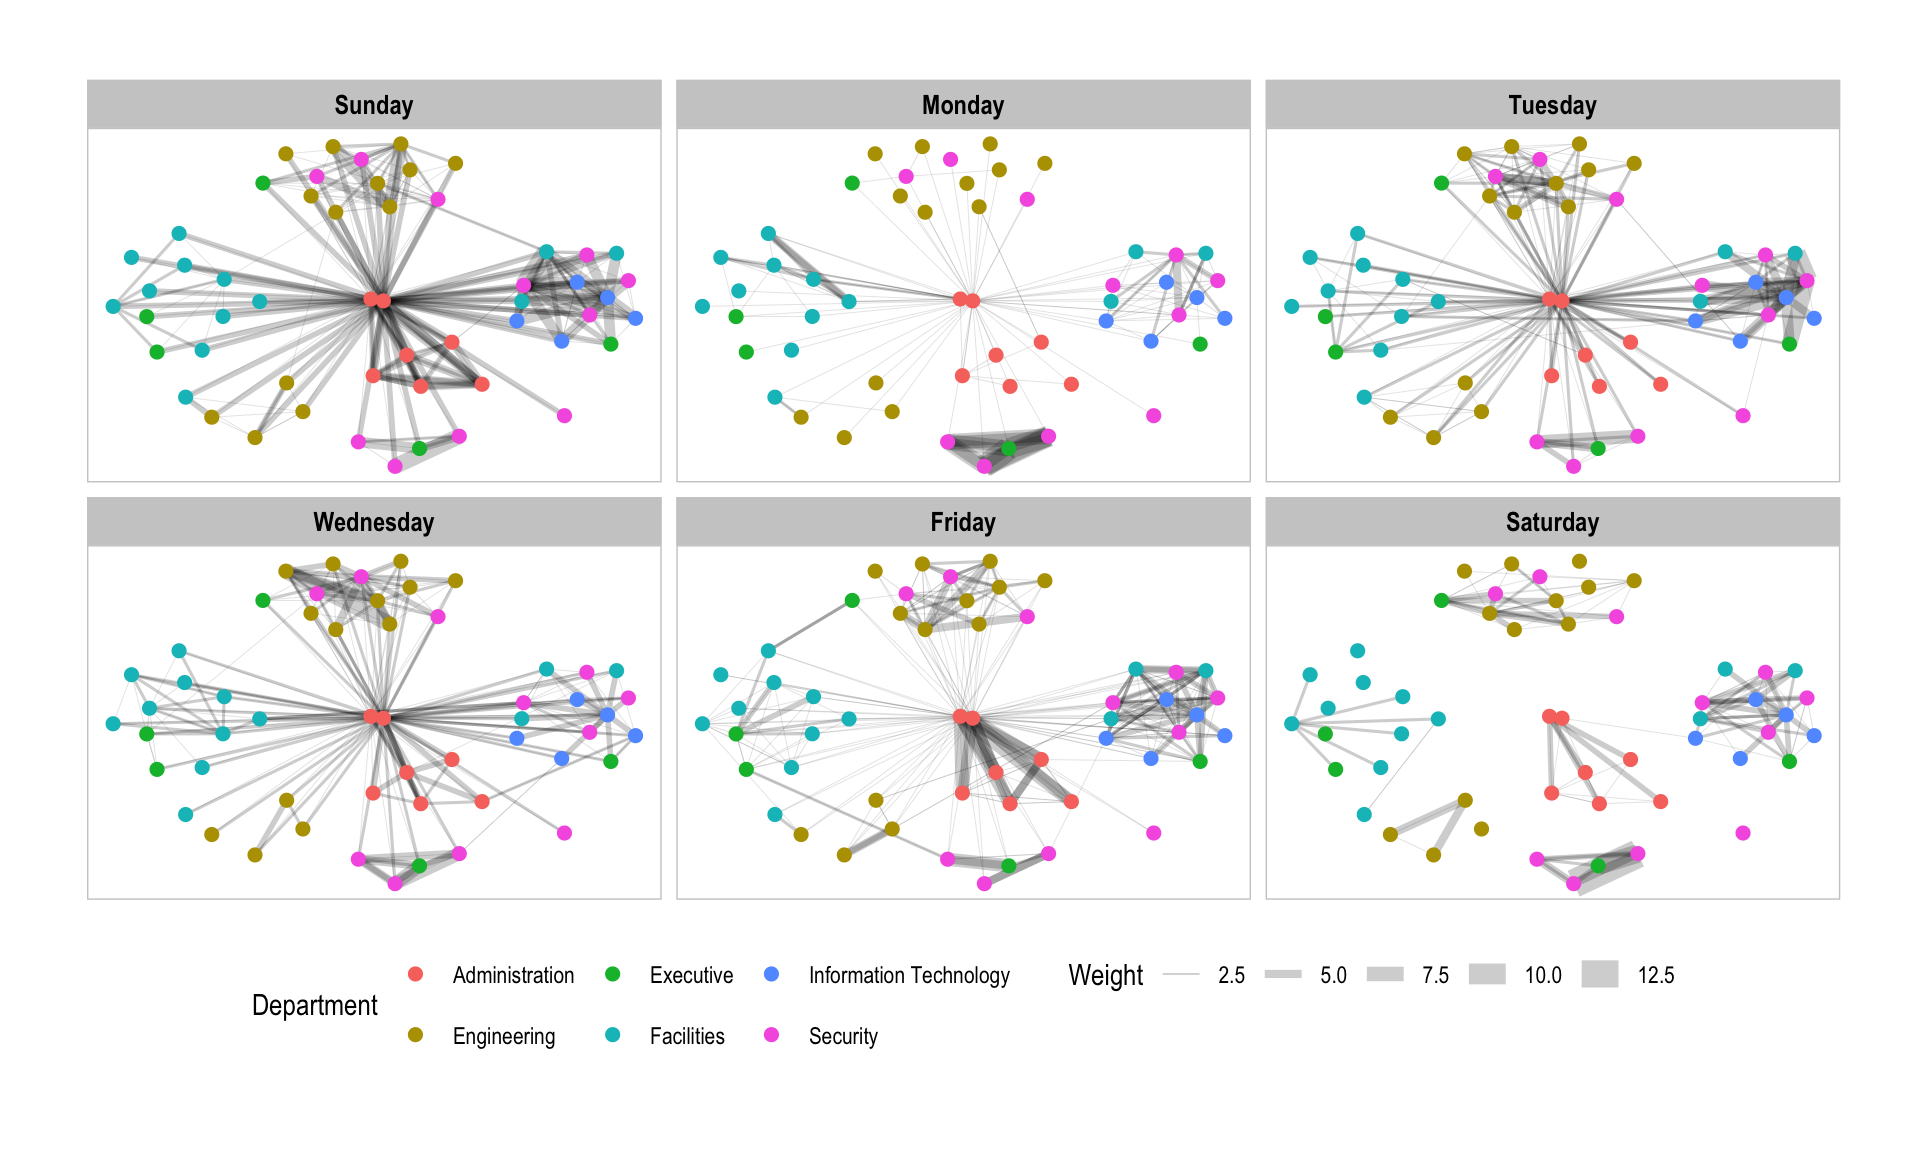 Sunday
Monday
Tuesday
Wednesday
Friday
Saturday
Department
Administration
Executive
Information Technology
Engineering
Facilities
Security
Weight
2.5
5.0
7.5
10.0
12.5